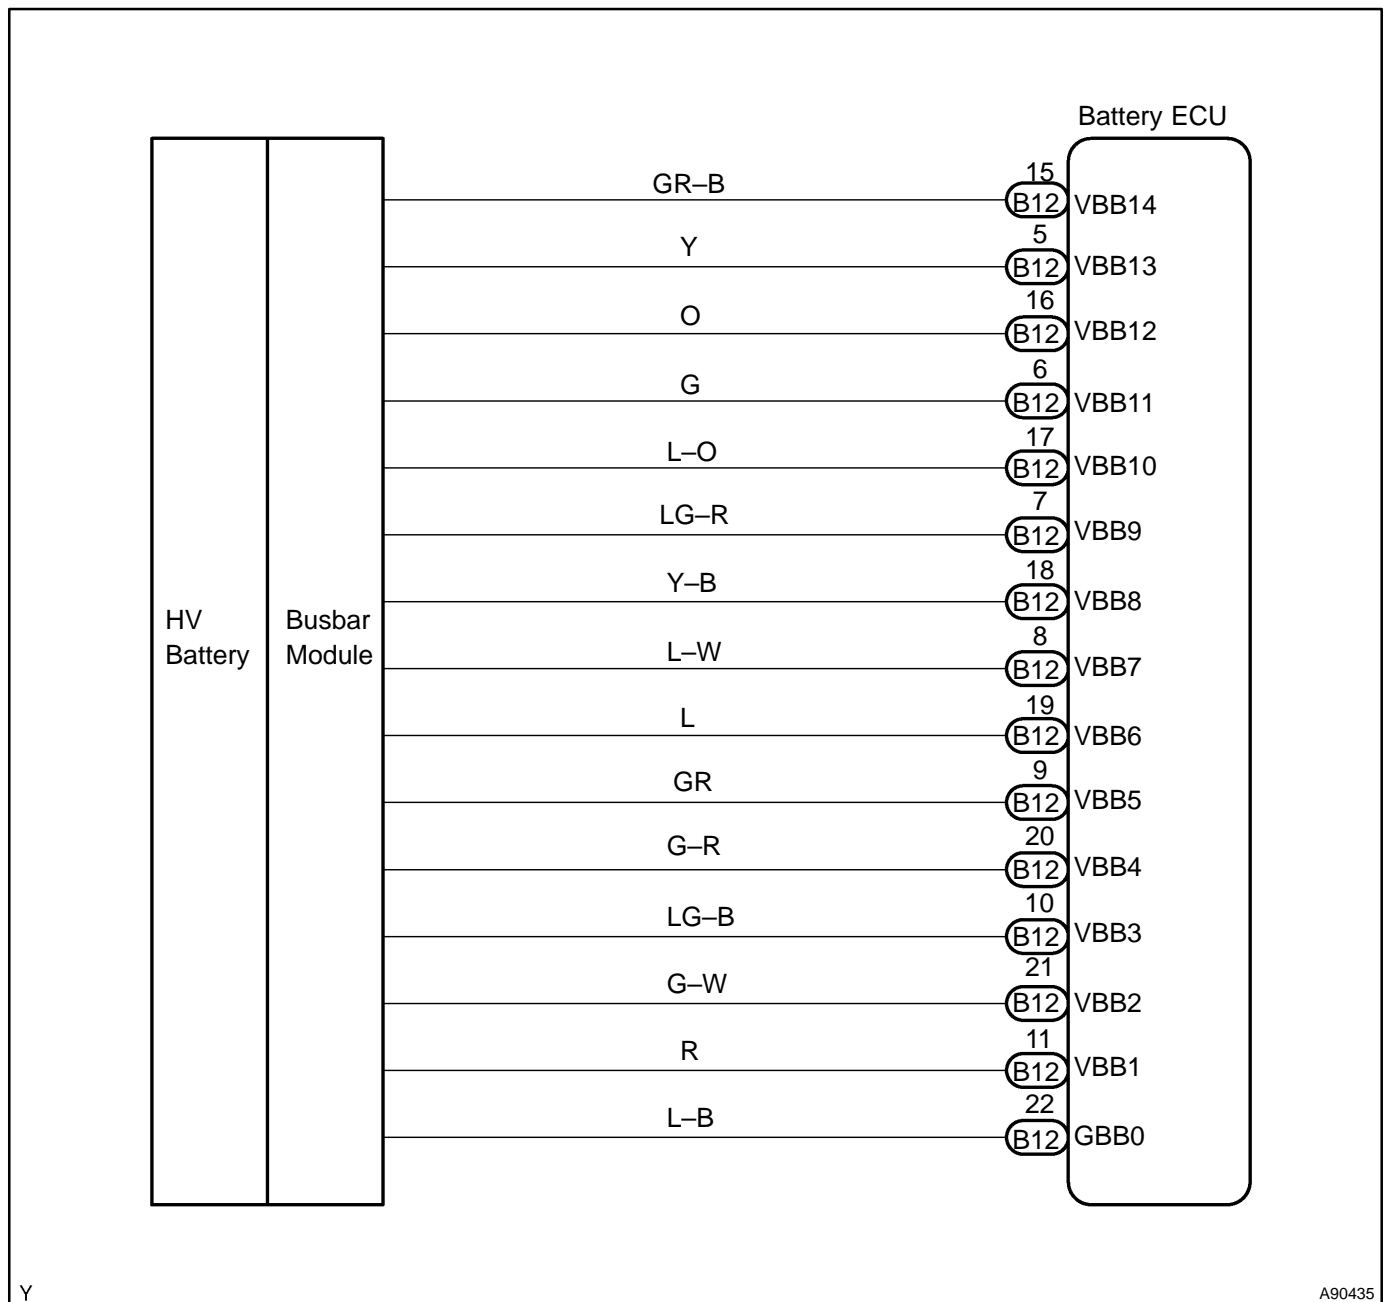 Battery ECU
GR–B
15
B12
VBB14
Y
5
B12
VBB13
O
16
B12
VBB12
G
6
B12
VBB11
L–O
17
B12
VBB10
LG–R
7
B12
VBB9
Y–B
18
B12
VBB8
HV
Battery
Busbar
Module
L–W
8
B12
VBB7
L
19
B12
VBB6
GR
9
B12
VBB5
G–R
20
B12
VBB4
LG–B
10
B12
VBB3
G–W
21
B12
VBB2
R
11
B12
VBB1
L–B
22
B12
GBB0
Y
A90435